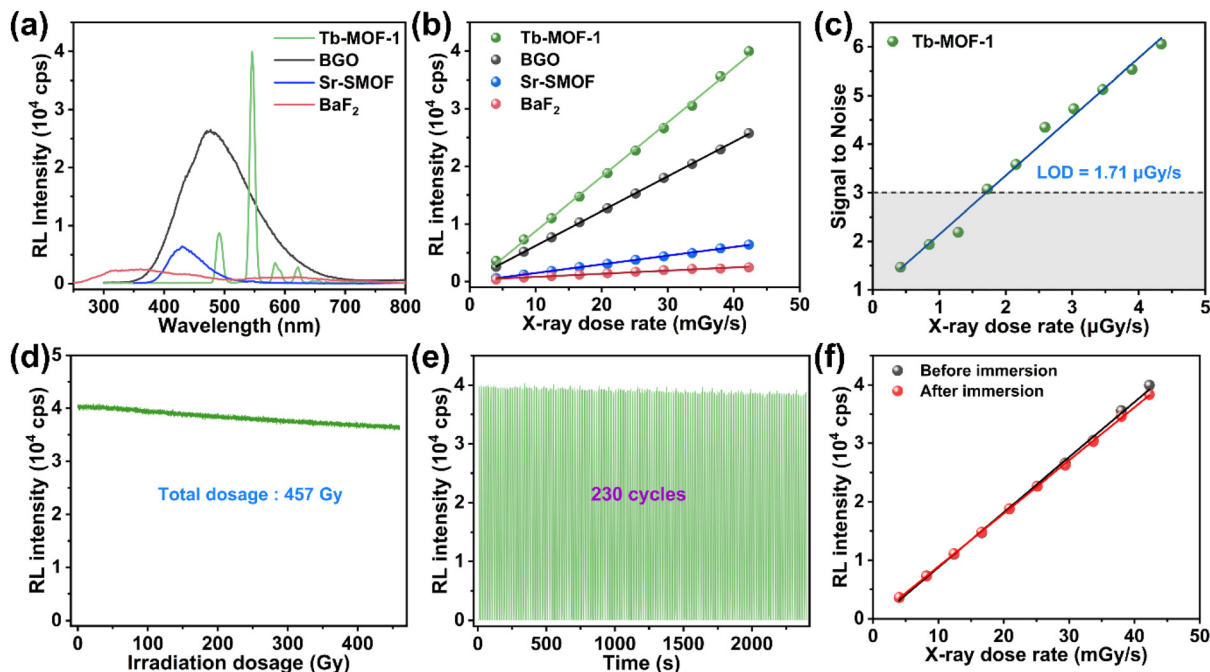 (a)
Tb-MOF-1
BGO
Sr-SMOF
BaF₂
RL Intensity (10⁴ cps)
4
3
2
1
0
300 400 500 600 700 800
Wavelength (nm)
(b)
Tb-MOF-1
BGO
Sr-SMOF
BaF₂
RL intensity (10⁴ cps)
4
3
2
1
0
0 10 20 30 40 50
X-ray dose rate (mGy/s)
(c)
Tb-MOF-1
Signal to Noise
6
5
4
3
2
1
LOD = 1.71 μGy/s
0 1 2 3 4 5
X-ray dose rate (μGy/s)
(d)
RL intensity (10⁴ cps)
5
4
3
2
1
0
Total dosage : 457 Gy
0 100 200 300 400
Irradiation dosage (Gy)
(e)
RL intensity (10⁴ cps)
5
4
3
2
1
0
230 cycles
0 500 1000 1500 2000
Time (s)
(f)
Before immersion
After immersion
RL intensity (10⁴ cps)
4
3
2
1
0
0 10 20 30 40 50
X-ray dose rate (mGy/s)